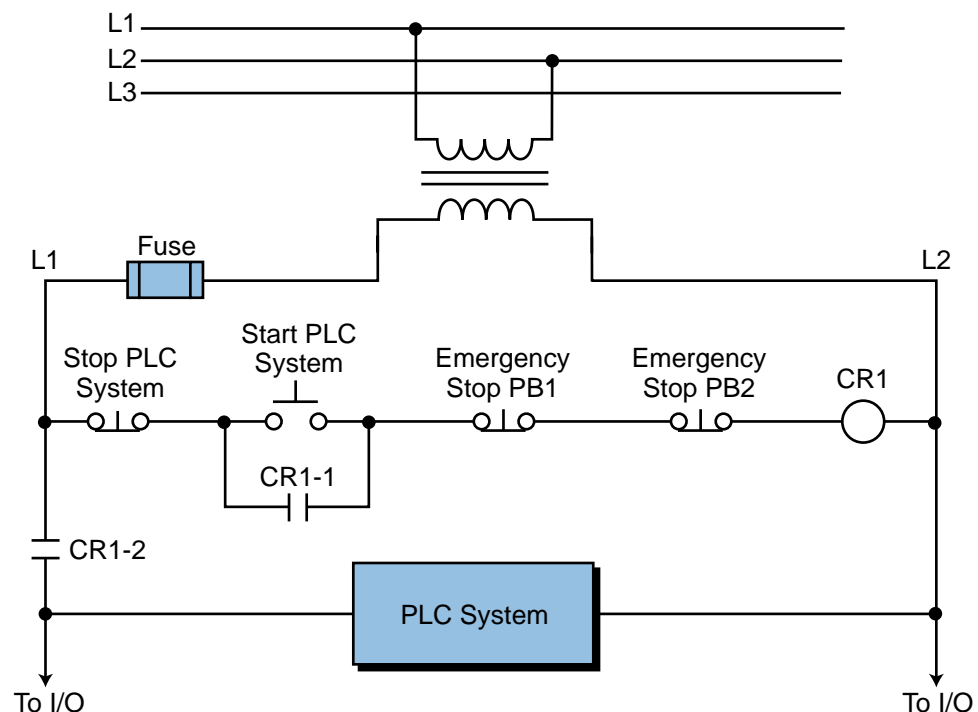 L1
L2
L3
Fuse
L1
L2
Stop PLC
System
Start PLC
System
Emergency
Stop PB1
Emergency
Stop PB2
CR1
CR1-1
CR1-2
PLC System
To I/O
To I/O